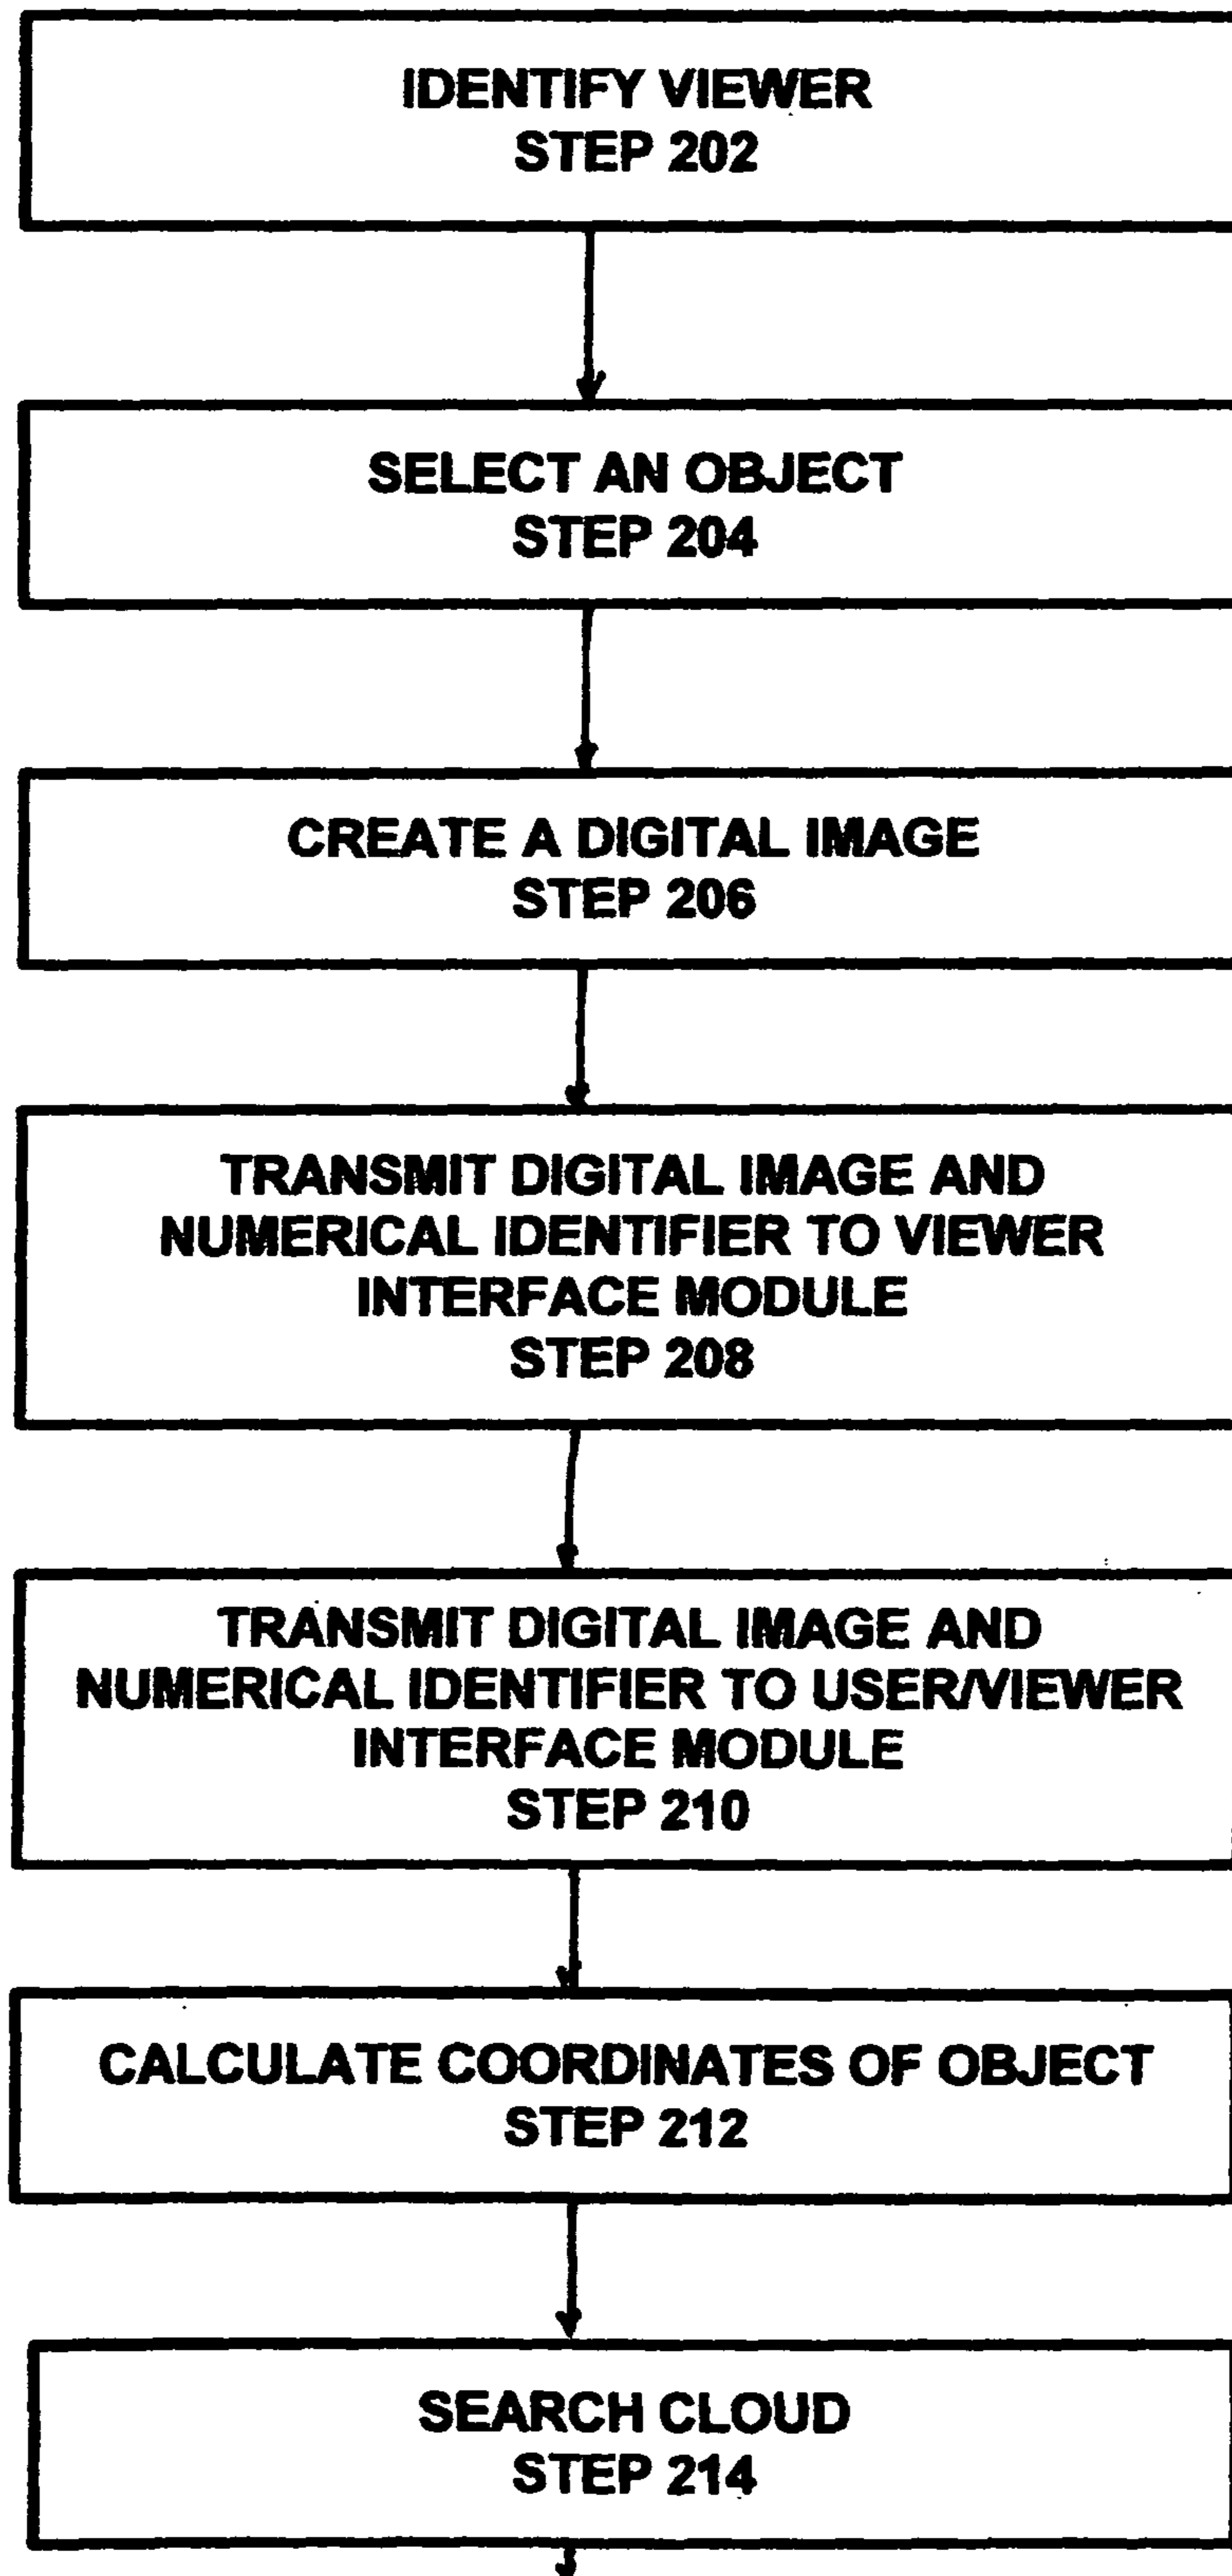 IDENTIFY VIEWER
STEP 202
SELECT AN OBJECT
STEP 204
CREATE A DIGITAL IMAGE
STEP 206
TRANSMIT DIGITAL IMAGE AND
NUMERICAL IDENTIFIER TO VIEWER
INTERFACE MODULE
STEP 208
TRANSMIT DIGITAL IMAGE AND
NUMERICAL IDENTIFIER TO USER/VIEWER
INTERFACE MODULE
STEP 210
CALCULATE COORDINATES OF OBJECT
STEP 212
SEARCH CLOUD
STEP 214